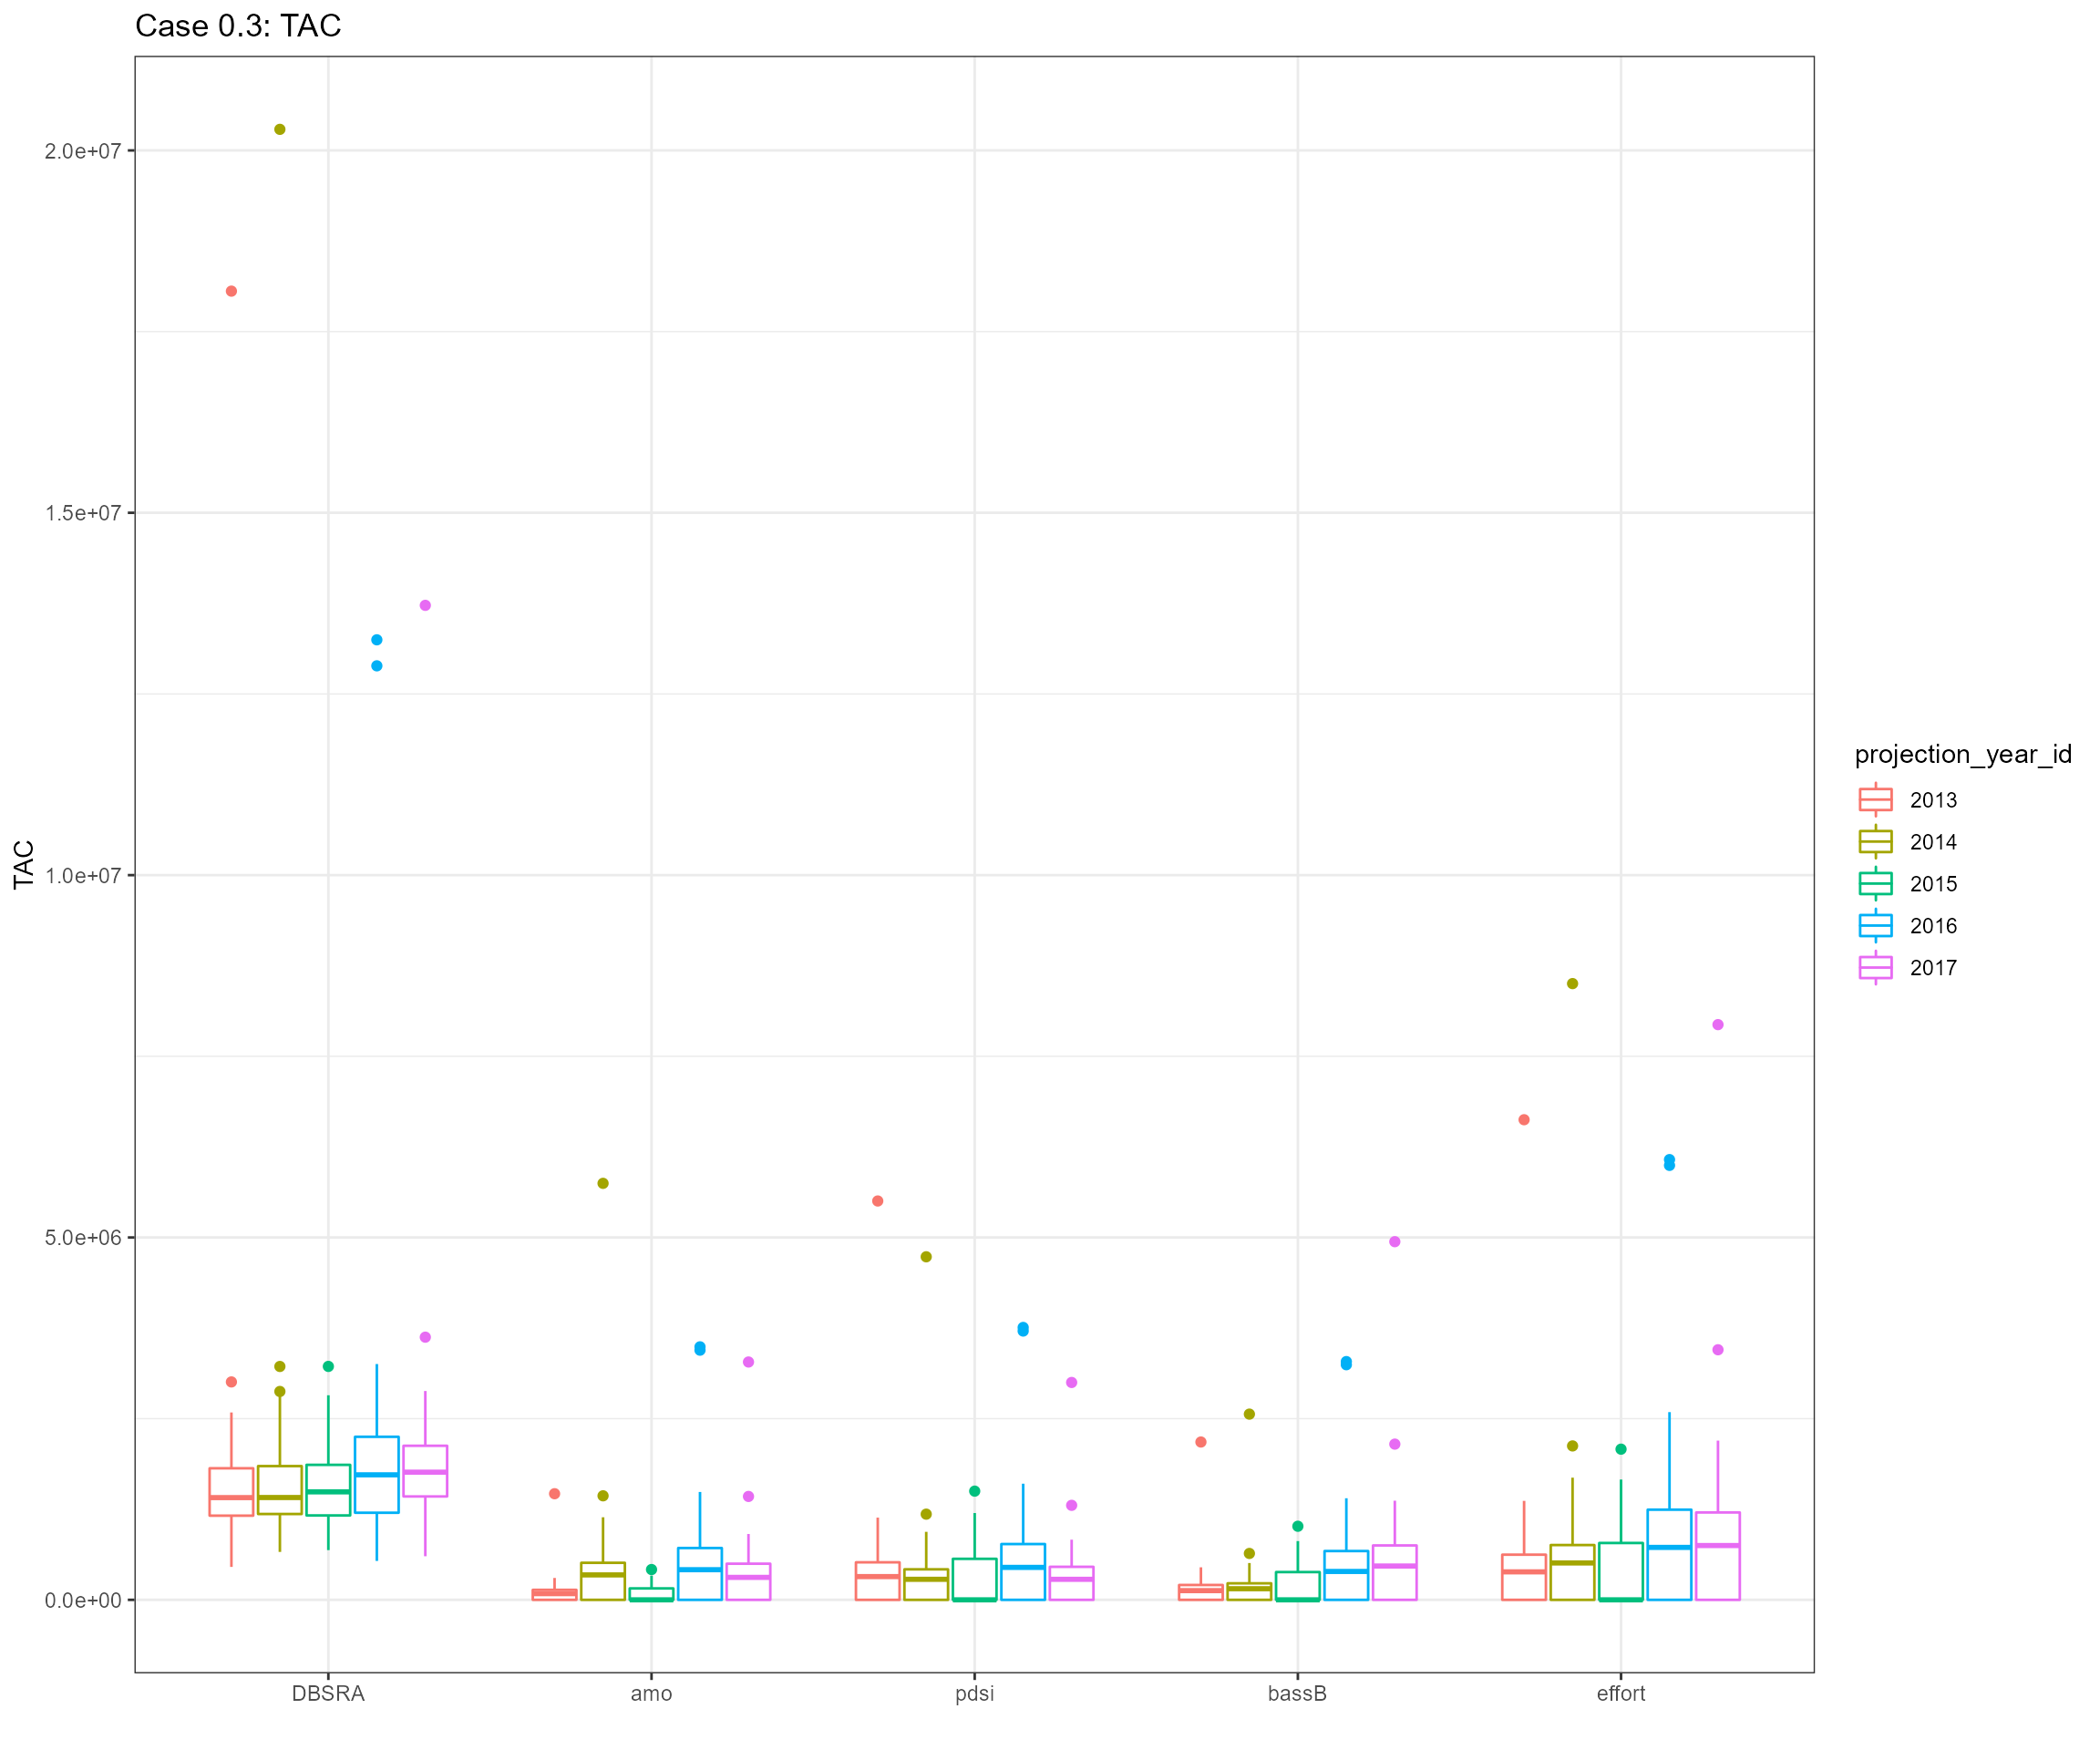 Case 0.3: TAC
2.0e+07
1.5e+07
1.0e+07
5.0e+06
0.0e+00
TAC
DBSRA
amo
pdsi
bassB
effort
projection_year_id
2013
2014
2015
2016
2017